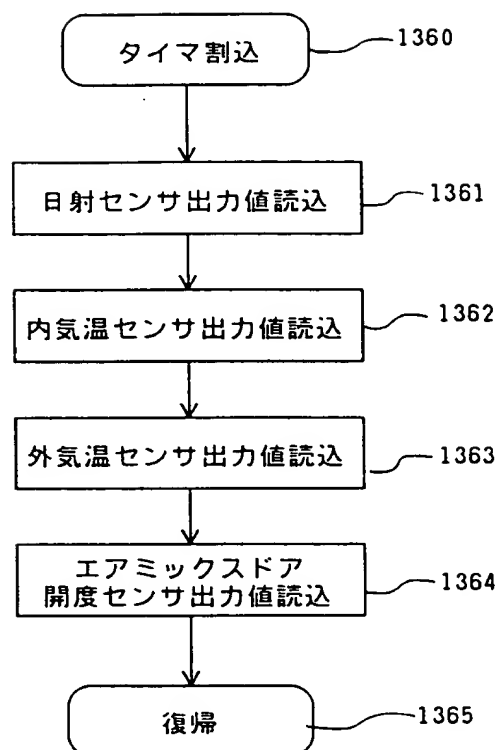 タイマ割込
1360
日射センサ出力値読込
1361
内気温センサ出力値読込
1362
外気温センサ出力値読込
1363
エアミックスドア
開度センサ出力値読込
1364
復帰
1365